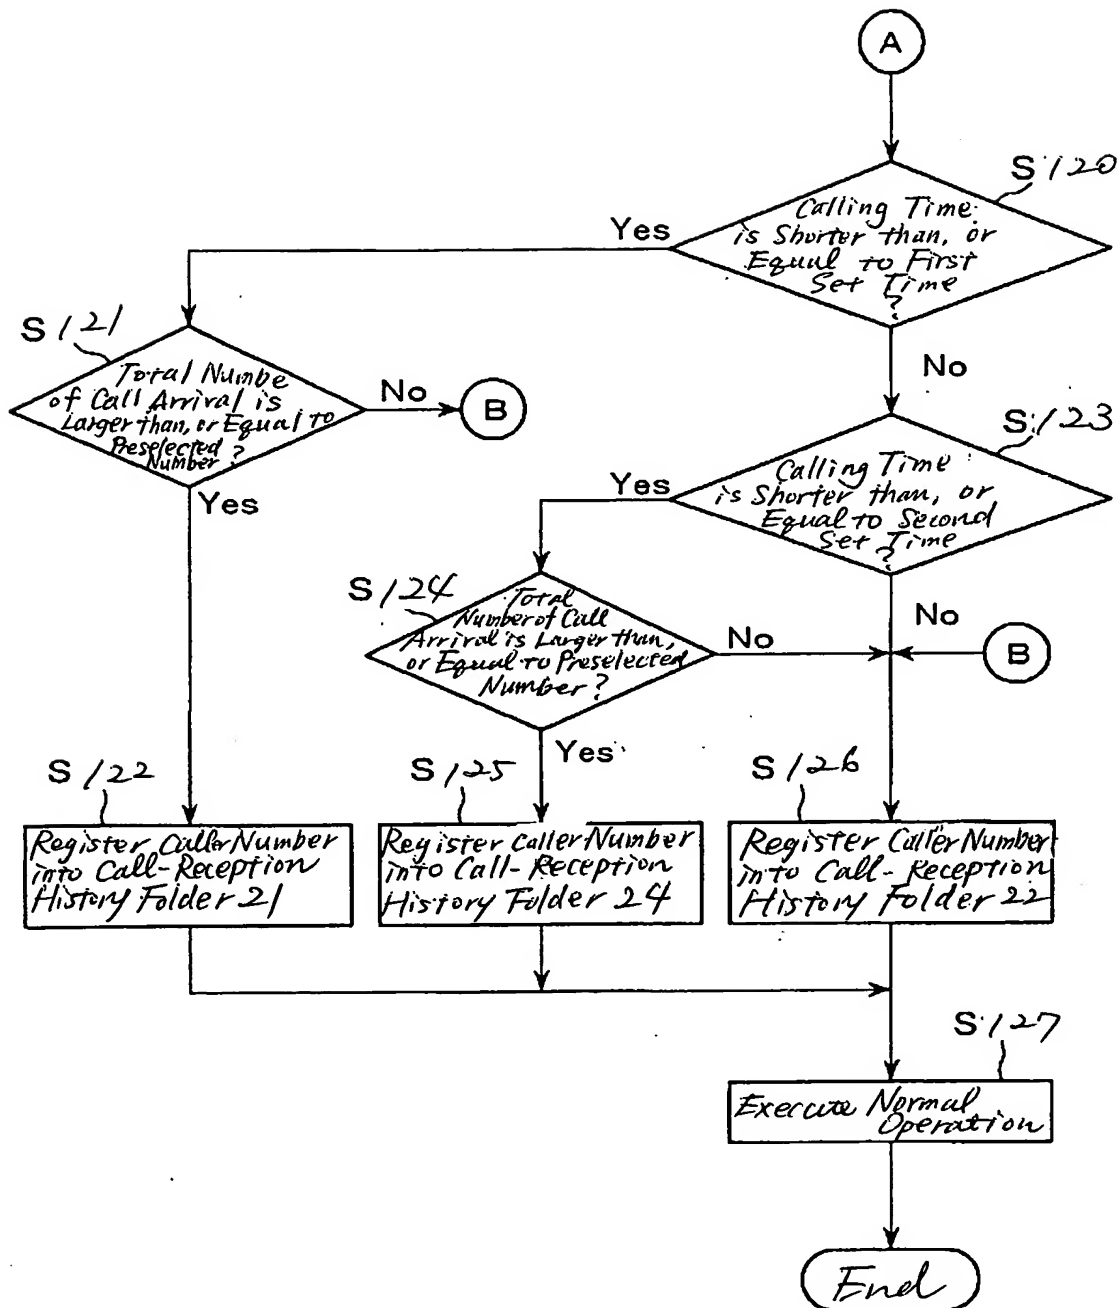 A
S120
Calling Time
is Shorter than, or
Equal to First
Set Time
?
Yes
No
S121
Total Numbe
of Call Arrival is
Larger than, or Equal to
Preselected
Number?
No
B
Yes
S123
Calling Time
is Shorter than, or
Equal to Second
Set Time
?
Yes
No
S124
Total
Number of Call
Arrival is Larger than,
or Equal to Preselected
Number?
No
B
Yes
S122
Register Caller Number
into Call-Reception
History Folder 21
S125
Register Caller Number
into Call-Reception
History Folder 24
S126
Register Caller Number
into Call-Reception
History Folder 22
S127
Execute Normal
Operation
End